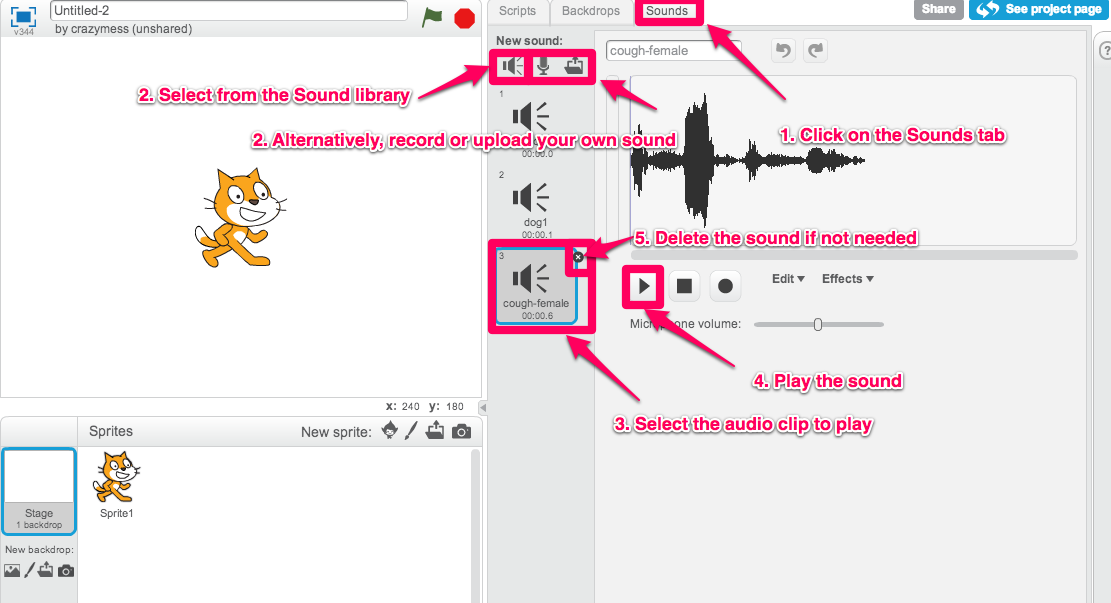 Untitled-2
by crazymess (unshared)
v344
Scripts
Backdrops
Sounds
Share
See project page
New sound:
cough-female
2. Select from the Sound library
2. Alternatively, record or upload your own sound
1. Click on the Sounds tab
1
00:00.0
2
dog1
00:00.1
5. Delete the sound if not needed
3
cough-female
00:00.6
Edit
Effects
Microphone volume:
4. Play the sound
3. Select the audio clip to play
x: 240 y: 180
Sprites
New sprite:
Stage
1 backdrop
Sprite1
New backdrop:
?